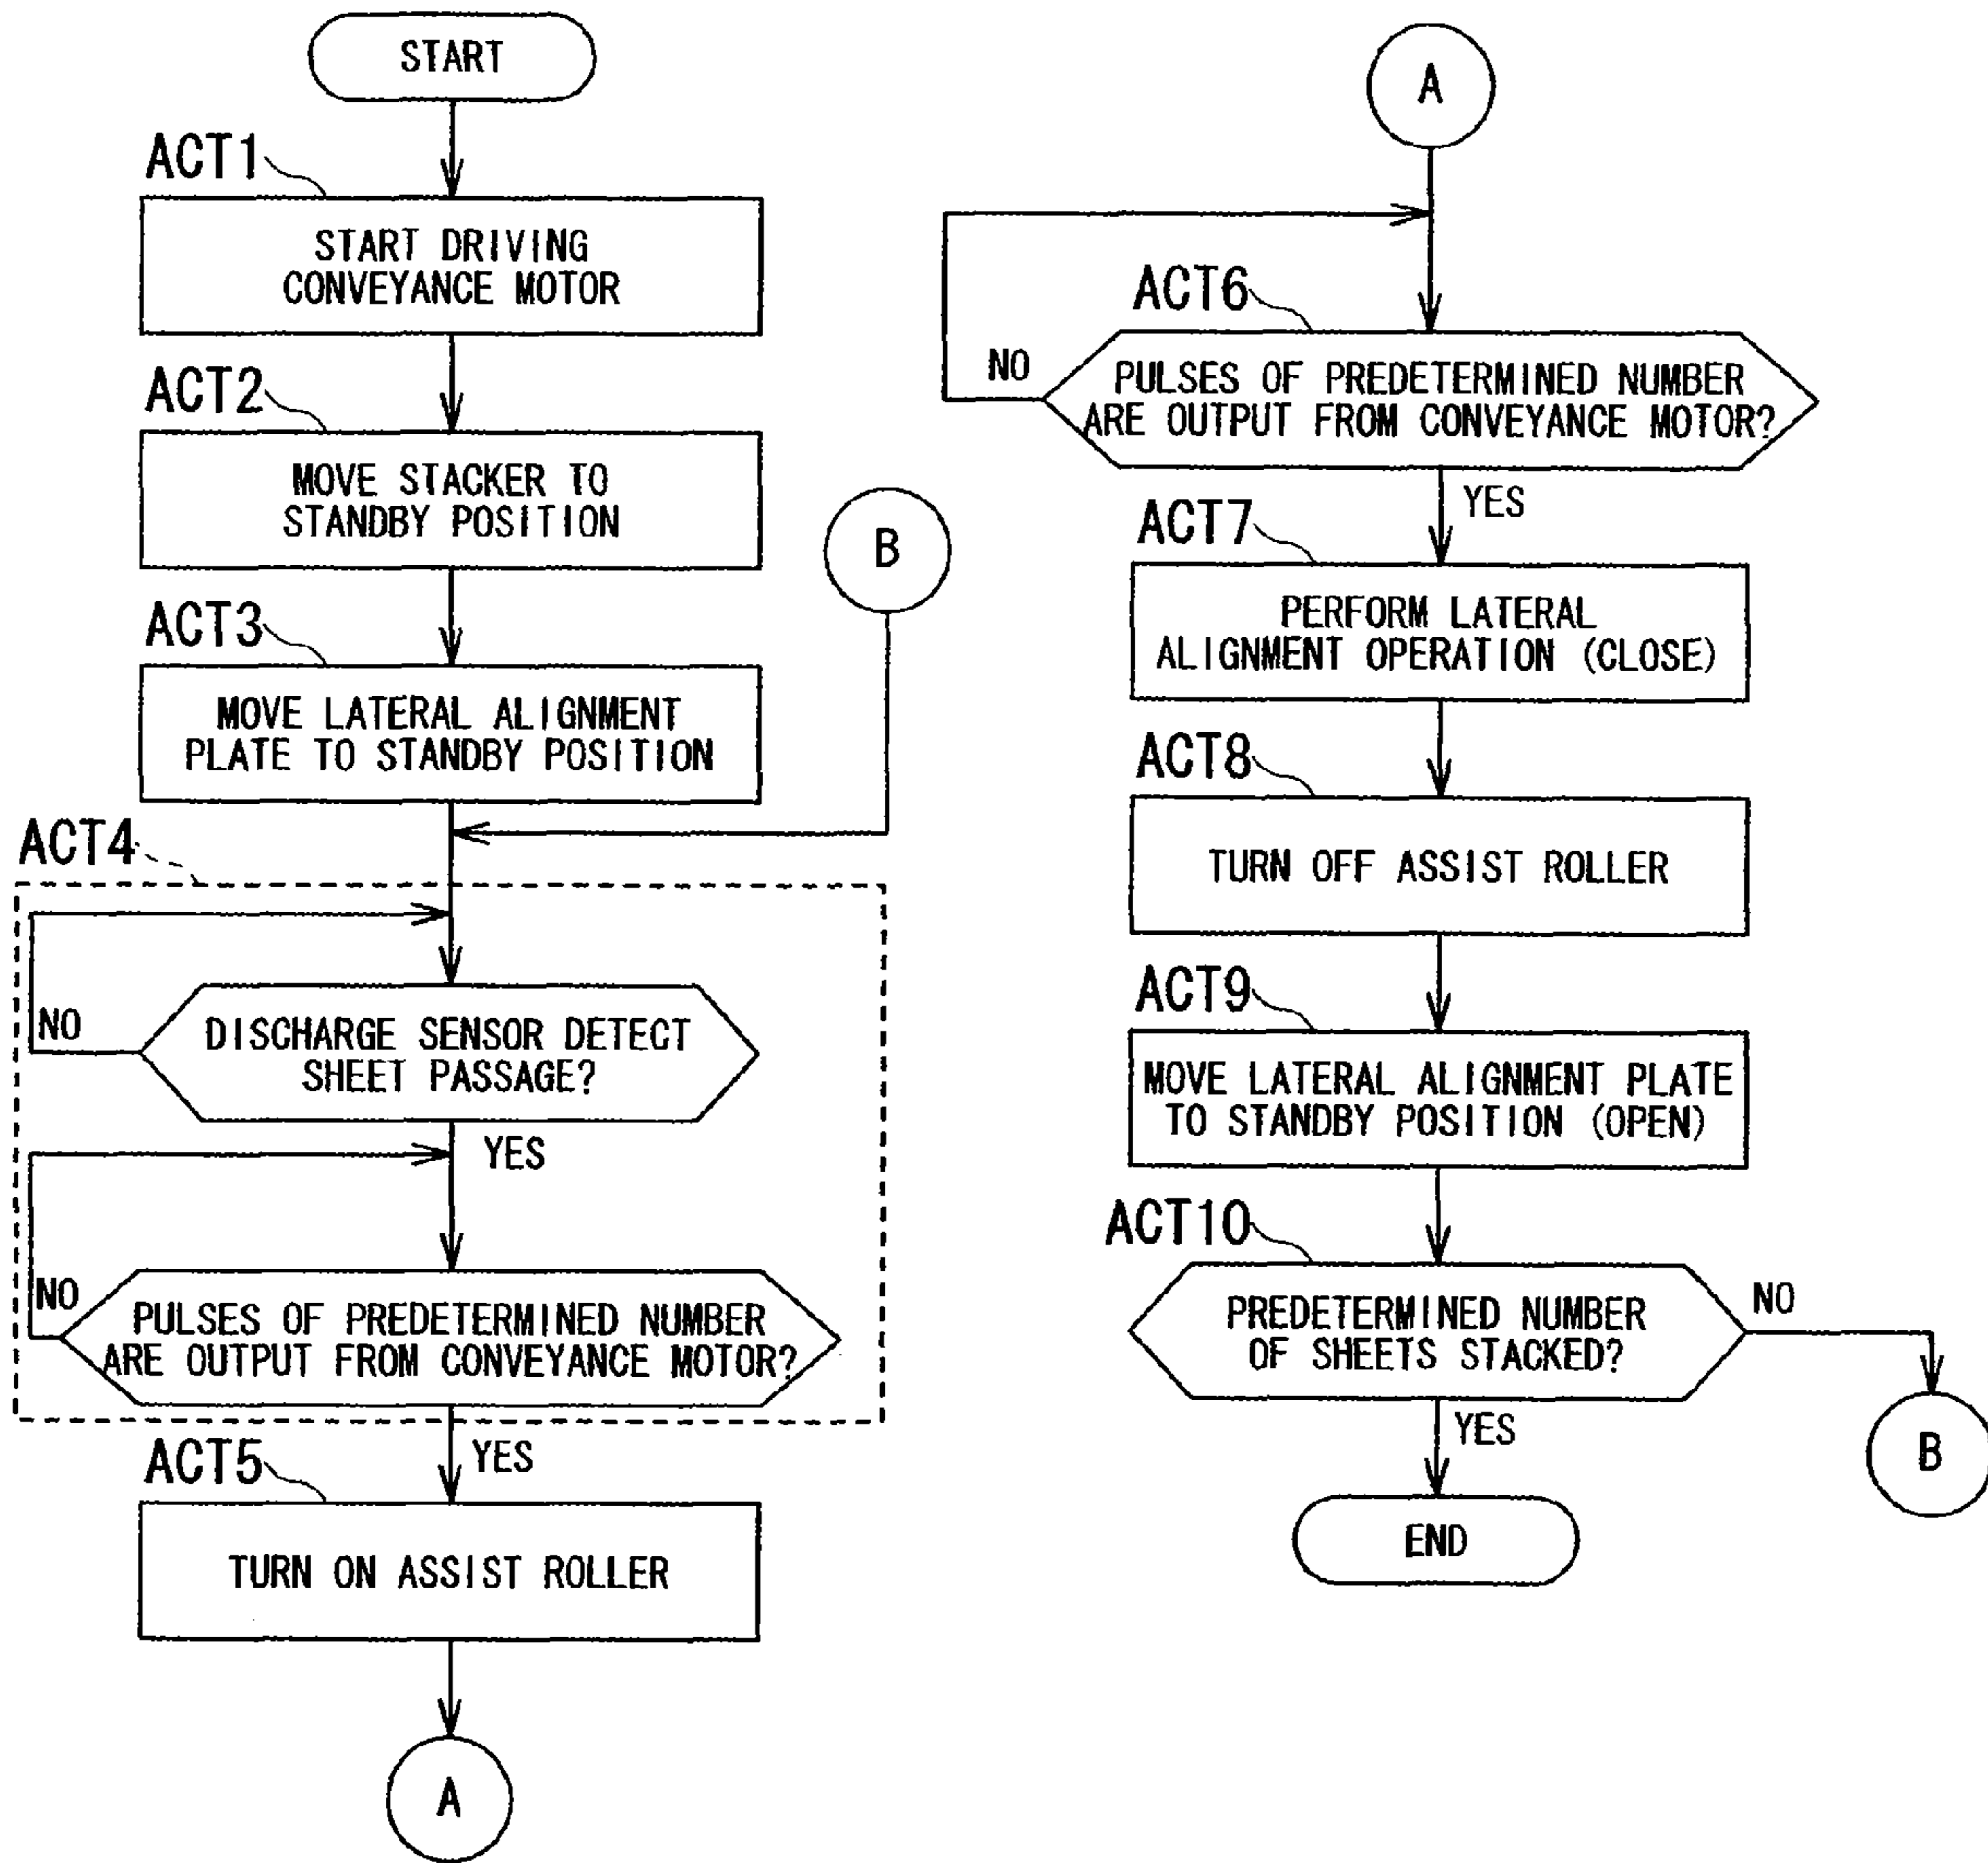 START
ACT1
START DRIVING
CONVEYANCE MOTOR
ACT2
MOVE STACKER TO
STANDBY POSITION
B
ACT3
MOVE LATERAL ALIGNMENT
PLATE TO STANDBY POSITION
ACT4
NO
DISCHARGE SENSOR DETECT
SHEET PASSAGE?
YES
NO
PULSES OF PREDETERMINED NUMBER
ARE OUTPUT FROM CONVEYANCE MOTOR?
YES
ACT5
TURN ON ASSIST ROLLER
A
A
ACT6
NO
PULSES OF PREDETERMINED NUMBER
ARE OUTPUT FROM CONVEYANCE MOTOR?
YES
ACT7
PERFORM LATERAL
ALIGNMENT OPERATION (CLOSE)
ACT8
TURN OFF ASSIST ROLLER
ACT9
MOVE LATERAL ALIGNMENT PLATE
TO STANDBY POSITION (OPEN)
ACT10
PREDETERMINED NUMBER
OF SHEETS STACKED?
NO
YES
B
END